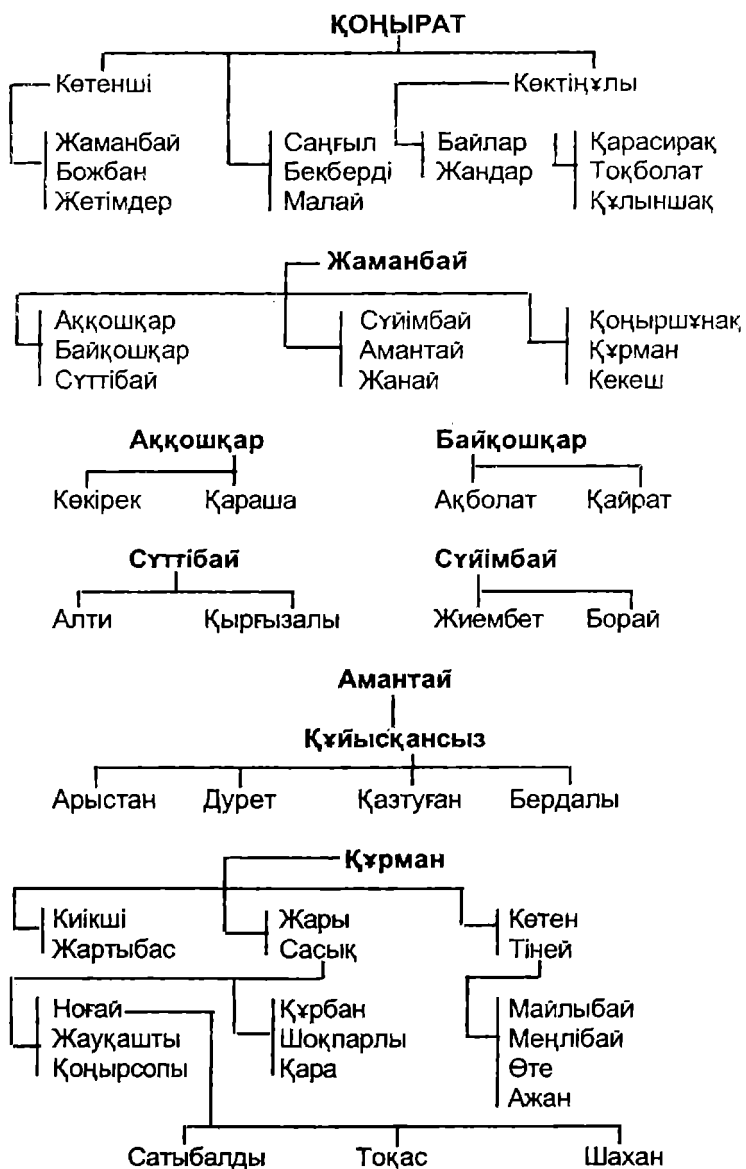 ҚОҢЫРАТ
Көтенші Көктіңұлы
Жаманбай Саңғыл Байлар Қарасирақ
Божбан Бекберді Жандар Тоқболат
Жетімдер Малай Құлыншақ
Жаманбай
Аққошқар Сүйімбай Қоңыршұнақ
Байқошқар Амантай Құрман
Сүттібай Жанай Кекеш
Аққошқар Байқошқар
Көкірек Қараша Ақболат Қайрат
Сүттібай Сүйімбай
Алти Қырғызалы Жиембет Борай
Амантай
Құйысқансыз
Арыстан Дурет Қазтуған Бердалы
Құрман
Киікші Жары Көтен
Жартыбас Сасық Тіней
Ноғай Құрбан Майлыбай
Жауқашты Шоқпарлы Меңлібай
Қоңырсопы Қара Өте
Ажан
Сатыбалды Тоқас Шахан